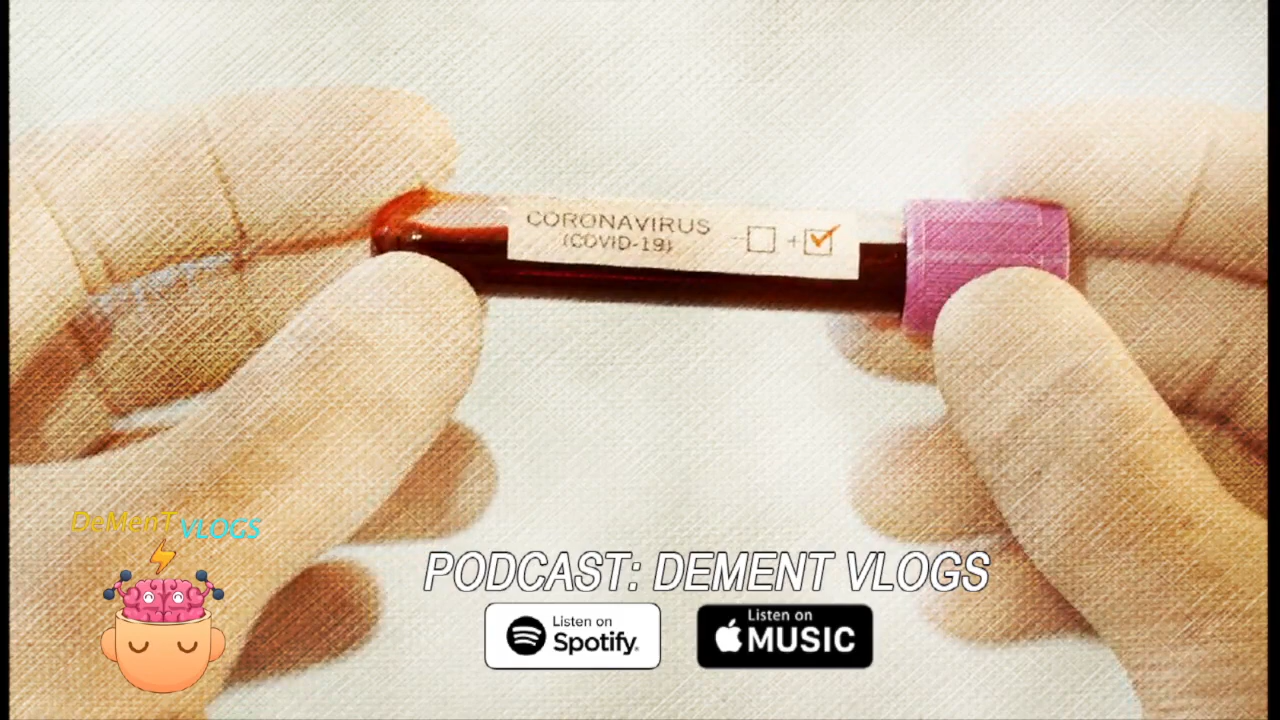 CORONAVIRUS
(COVID-19)
- +
DeMenT VLOGS
PODCAST: DEMENT VLOGS
Listen on
Spotify
Listen on
MUSIC